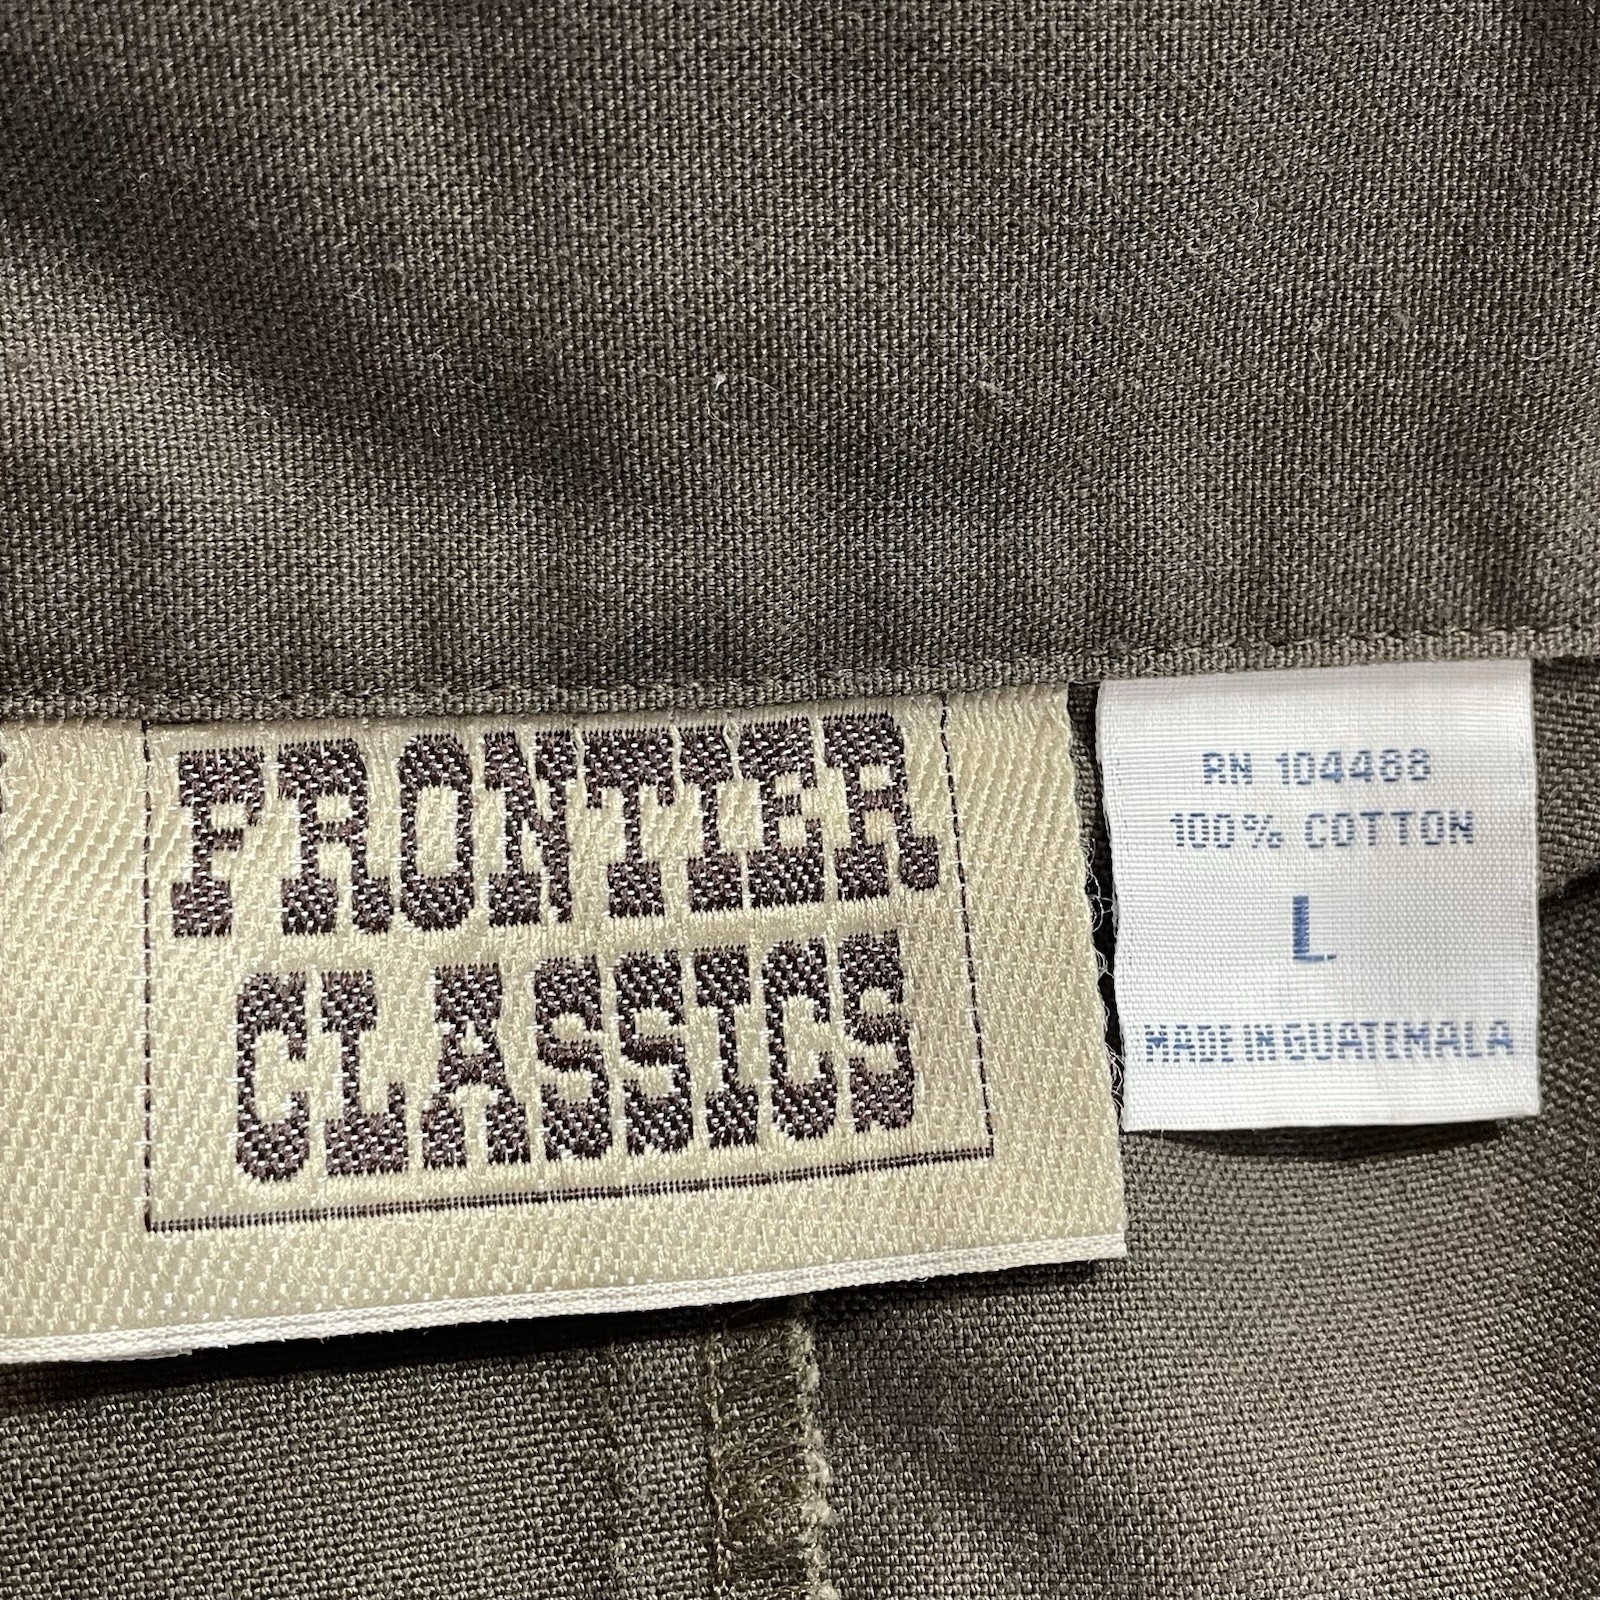 FRONTIER
CLASSICS
RN 104488
100% COTTON
L
MADE IN GUATEMALA